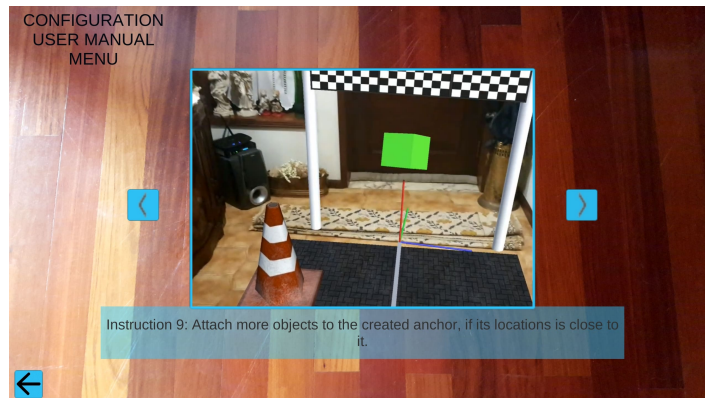 CONFIGURATION
USER MANUAL
MENU
Instruction 9: Attach more objects to the created anchor, if its locations is close to
it.